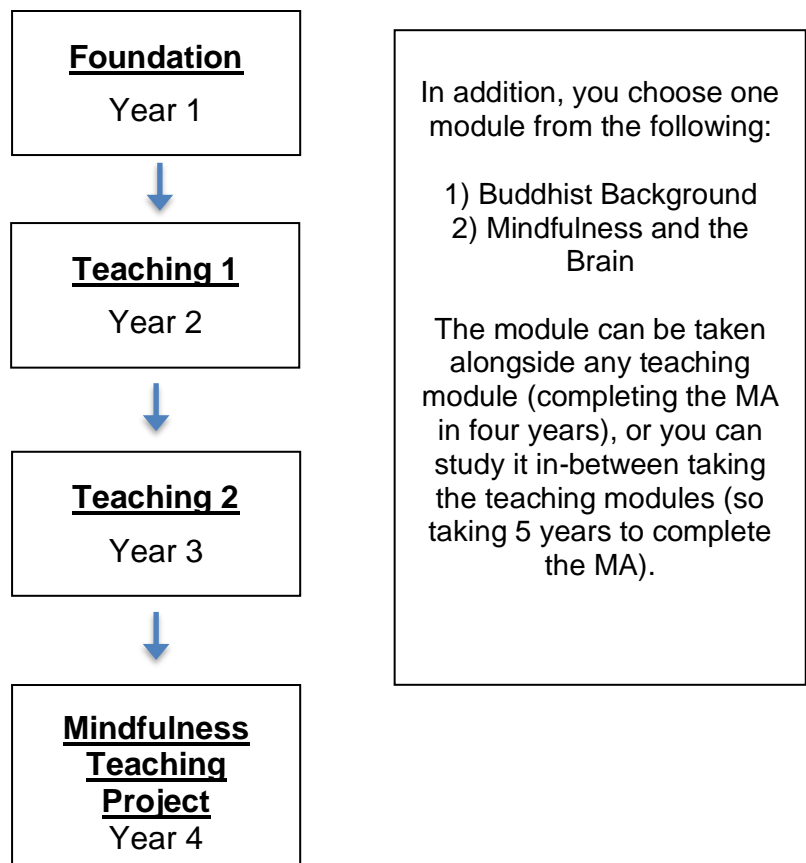 Foundation
Year 1
Teaching 1
Year 2
Teaching 2
Year 3
Mindfulness
Teaching
Project
Year 4
In addition, you choose one
module from the following:
1) Buddhist Background
2) Mindfulness and the
Brain
The module can be taken
alongside any teaching
module (completing the MA
in four years), or you can
study it in-between taking
the teaching modules (so
taking 5 years to complete
the MA).